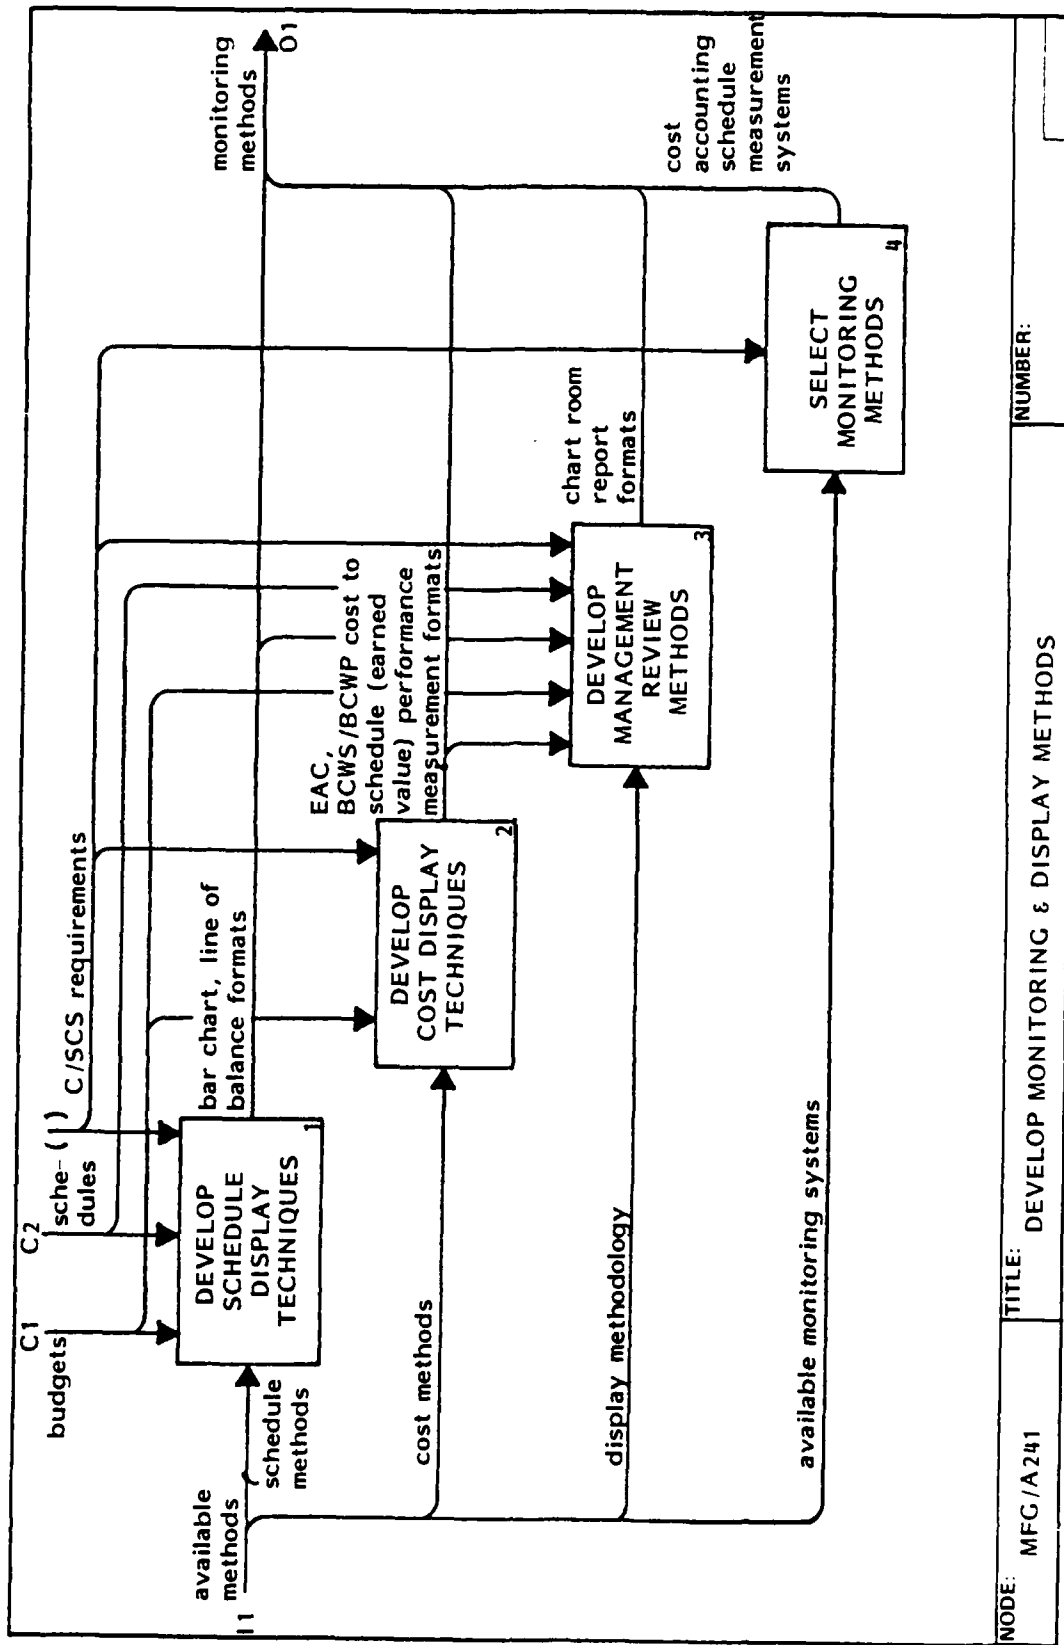 C1
budgets
C2
sche-
dules
( )
C/SCS requirements
I1
available
methods
schedule
methods
DEVELOP
SCHEDULE
DISPLAY
TECHNIQUES
1
bar chart, line of
balance formats
monitoring
methods
O1
cost methods
DEVELOP
COST DISPLAY
TECHNIQUES
2
EAC,
BCWS/BCWP cost to
schedule (earned
value) performance
measurement formats
display methodology
DEVELOP
MANAGEMENT
REVIEW
METHODS
3
chart room
report
formats
available monitoring systems
SELECT
MONITORING
METHODS
4
cost
accounting
schedule
measurement
systems
NODE: MFG/A241
TITLE: DEVELOP MONITORING & DISPLAY METHODS
NUMBER: